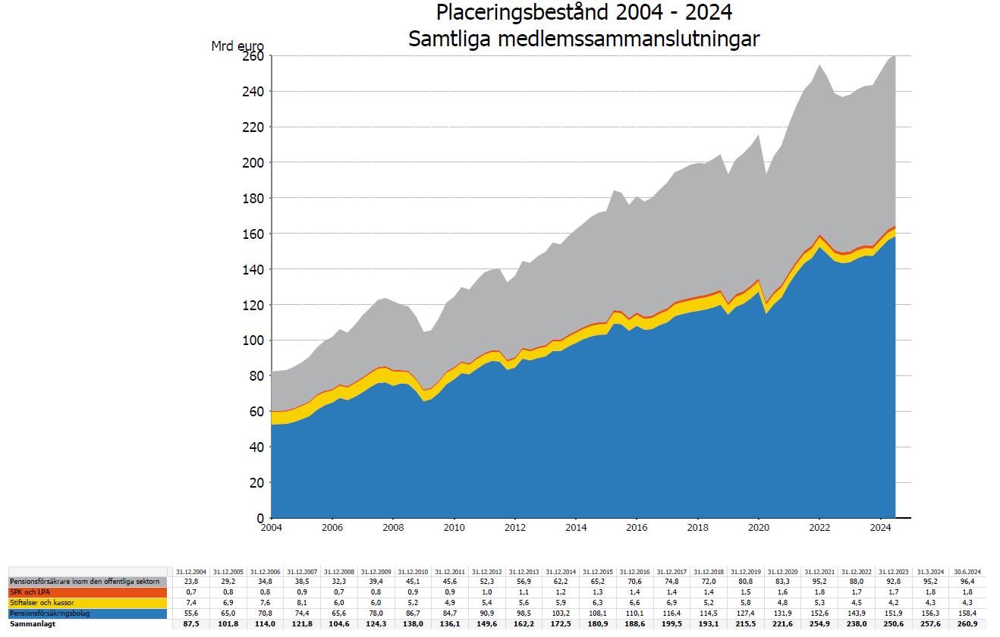 Placeringsbestånd 2004 - 2024
Samtliga medlemssammanslutningar
Mrd euro
260
240
220
200
180
160
140
120
100
80
60
40
20
0
2004 2006 2008 2010 2012 2014 2016 2018 2020 2022 2024
31.12.2004 31.12.2005 31.12.2006 31.12.2007 31.12.2008 31.12.2009 31.12.2010 31.12.2011 31.12.2012 31.12.2013 31.12.2014 31.12.2015 31.12.2016 31.12.2017 31.12.2018 31.12.2019 31.12.2020 31.12.2021 31.12.2022 31.12.2023 31.3.2024 30.6.2024
Pensionsförsäkrare inom den offentliga sektorn 23,8 29,2 34,8 38,5 32,3 39,4 45,1 45,6 52,3 56,9 62,2 65,2 70,6 74,8 72,0 80,8 83,3 95,2 88,0 92,8 95,2 96,4
SPK och LPA 0,7 0,8 0,8 0,9 0,7 0,8 0,9 0,9 1,0 1,1 1,2 1,3 1,4 1,4 1,4 1,5 1,6 1,8 1,7 1,7 1,8 1,8
Stiftelser och kassor 7,4 6,9 7,6 8,1 6,0 6,0 5,2 4,9 5,4 5,6 5,9 6,3 6,6 6,9 5,2 5,8 4,8 5,3 4,5 4,2 4,3 4,3
Pensionsförsäkringsbolag 55,6 65,0 70,8 74,4 65,6 78,0 86,7 84,7 90,9 98,5 103,2 108,1 110,1 116,4 114,5 127,4 131,9 152,6 143,9 151,9 156,3 158,4
Sammanlagt 87,5 101,8 114,0 121,8 104,6 124,3 138,0 136,1 149,6 162,2 172,5 180,9 188,6 199,5 193,1 215,5 221,6 254,9 238,0 250,6 257,6 260,9